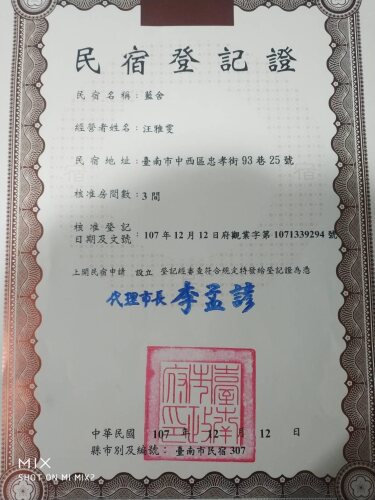 民宿登記證
民宿名稱：藍舍
經營者姓名：汪雅雯
民宿地址：臺南市中西區忠孝街93巷25號
核准房間數：3間
核准登記
日期及文號：107年12月12日府觀業字第1071339294號
上開民宿申請 設立 登記經審查符合規定特發給登記證為憑
代理市長 李孟諺
臺南市政府印
中華民國 107 年 12 月 12 日
縣市別及編號： 臺南市民宿307
MIX
SHOT ON MI MIX2